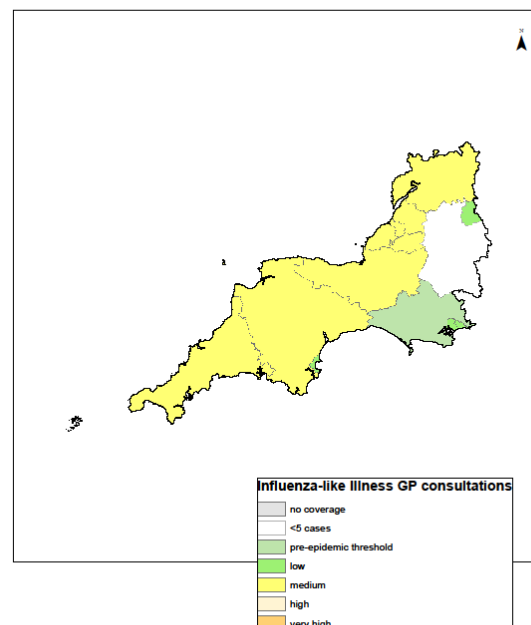 N
Influenza-like Illness GP consultations
no coverage
<5 cases
pre-epidemic threshold
low
medium
high
very high